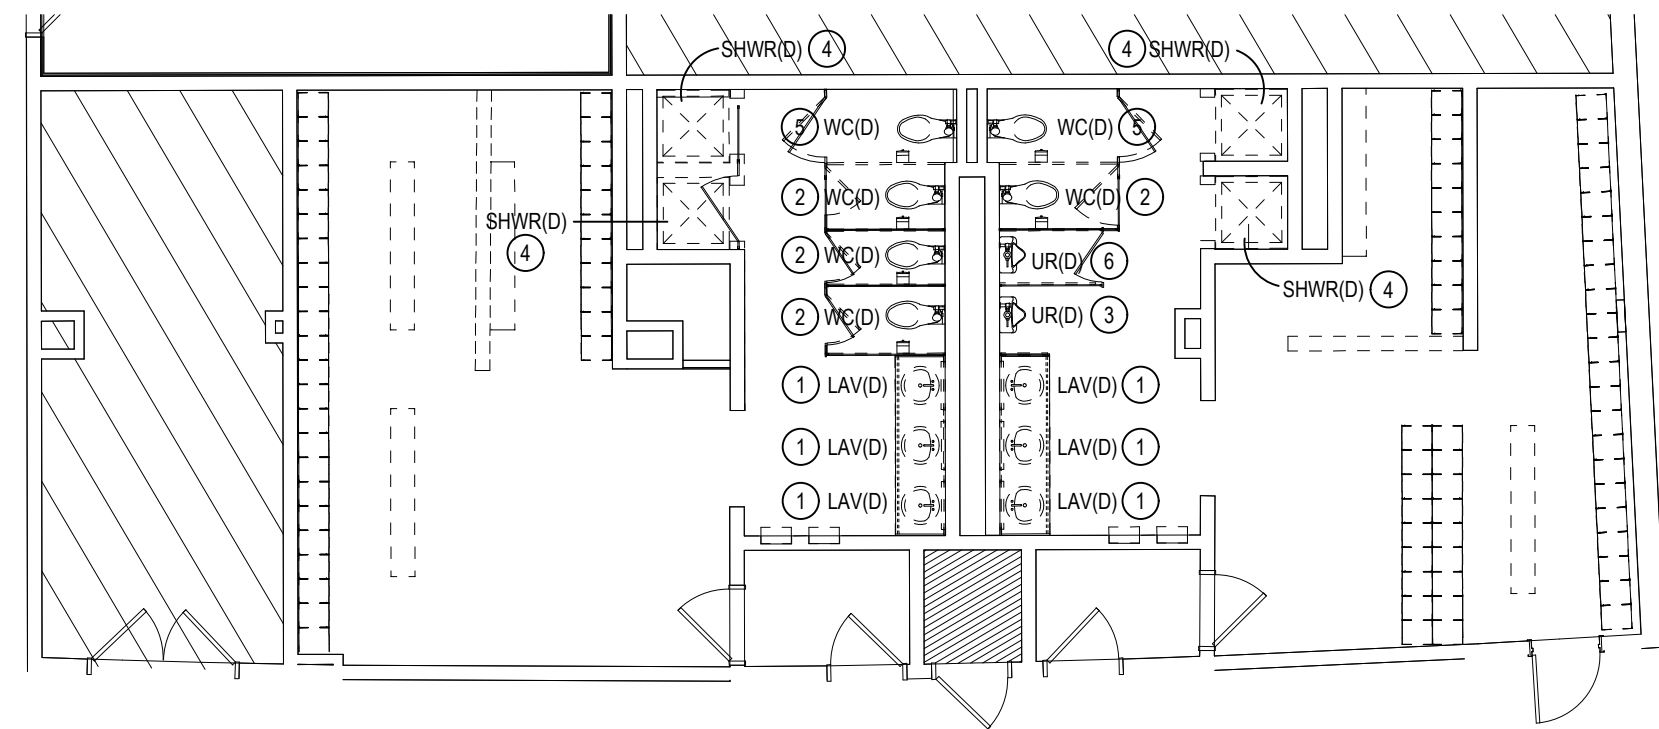 SHWR(D) 4
4 SHWR(D)
5 WC(D)
WC(D) 5
2 WC(D)
WC(D) 2
SHWR(D)
4
2 WC(D)
UR(D) 6
SHWR(D) 4
2 WC(D)
UR(D) 3
1 LAV(D)
LAV(D) 1
1 LAV(D)
LAV(D) 1
1 LAV(D)
LAV(D) 1